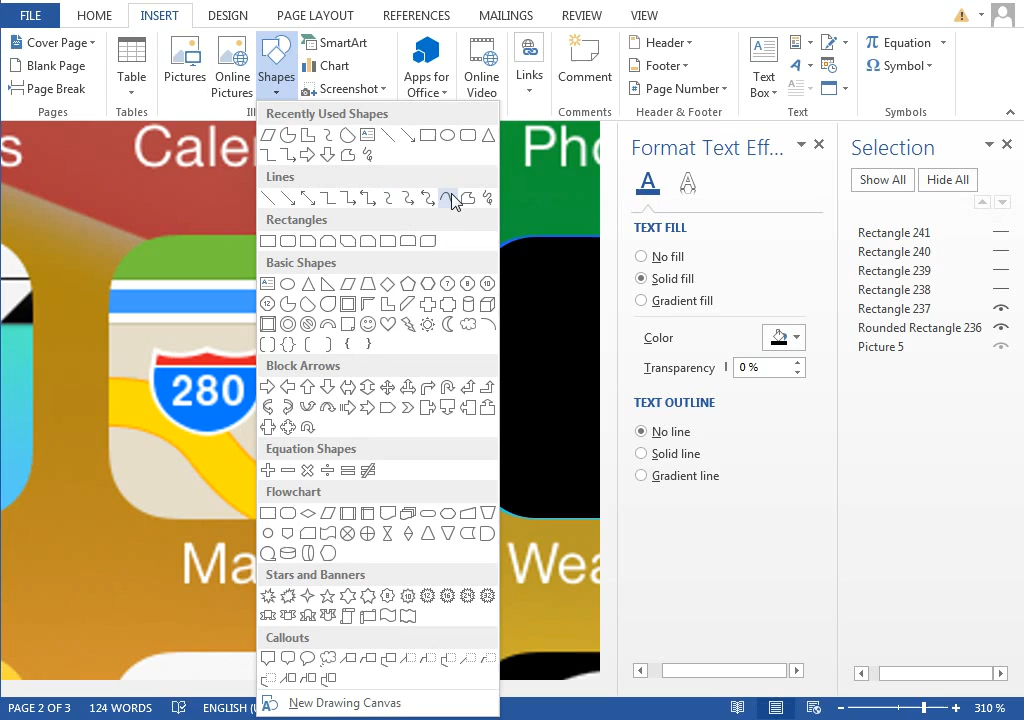 FILE HOME INSERT DESIGN PAGE LAYOUT REFERENCES MAILINGS REVIEW VIEW
Cover Page
Blank Page
Page Break
Pages
Table
Tables
Pictures
Online Pictures
Shapes
SmartArt
Chart
Screenshot
Apps for Office
Online Video
Links
Comment
Header
Footer
Page Number
Header & Footer
Text Box
Text
Equation
Symbol
Symbols
Recently Used Shapes
Lines
Rectangles
Basic Shapes
Block Arrows
Equation Shapes
Flowchart
Stars and Banners
Callouts
New Drawing Canvas
s
Calen
Pho
280
Ma
Wea
Format Text Eff...
TEXT FILL
No fill
Solid fill
Gradient fill
Color
Transparency 0 %
TEXT OUTLINE
No line
Solid line
Gradient line
Selection
Show All Hide All
Rectangle 241
Rectangle 240
Rectangle 239
Rectangle 238
Rectangle 237
Rounded Rectangle 236
Picture 5
PAGE 2 OF 3 124 WORDS ENGLISH (U 310 %